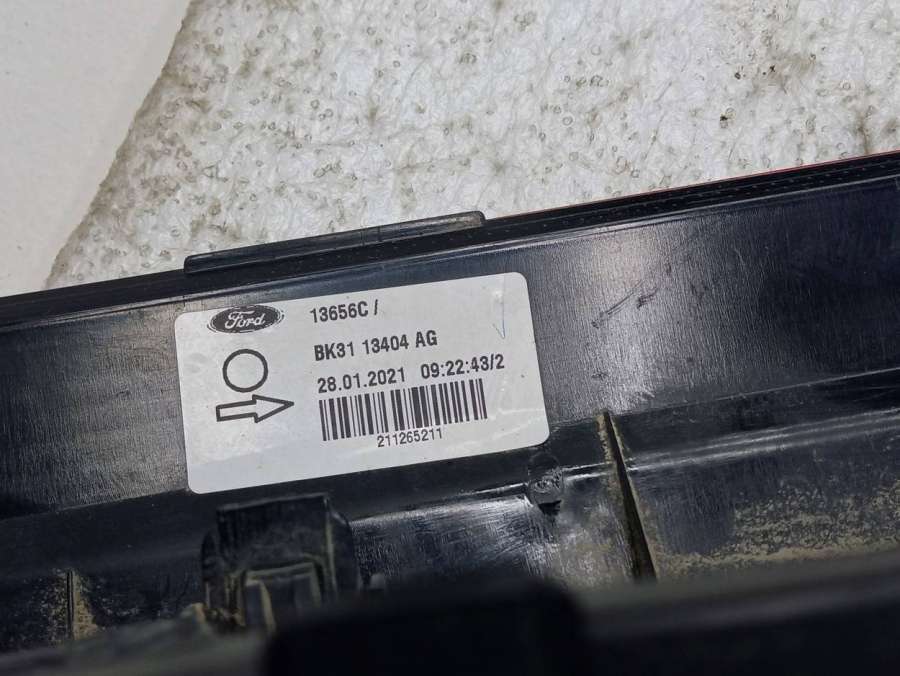 Ford
13656C /
BK31 13404 AG
28.01.2021 09:22:43/2
211265211